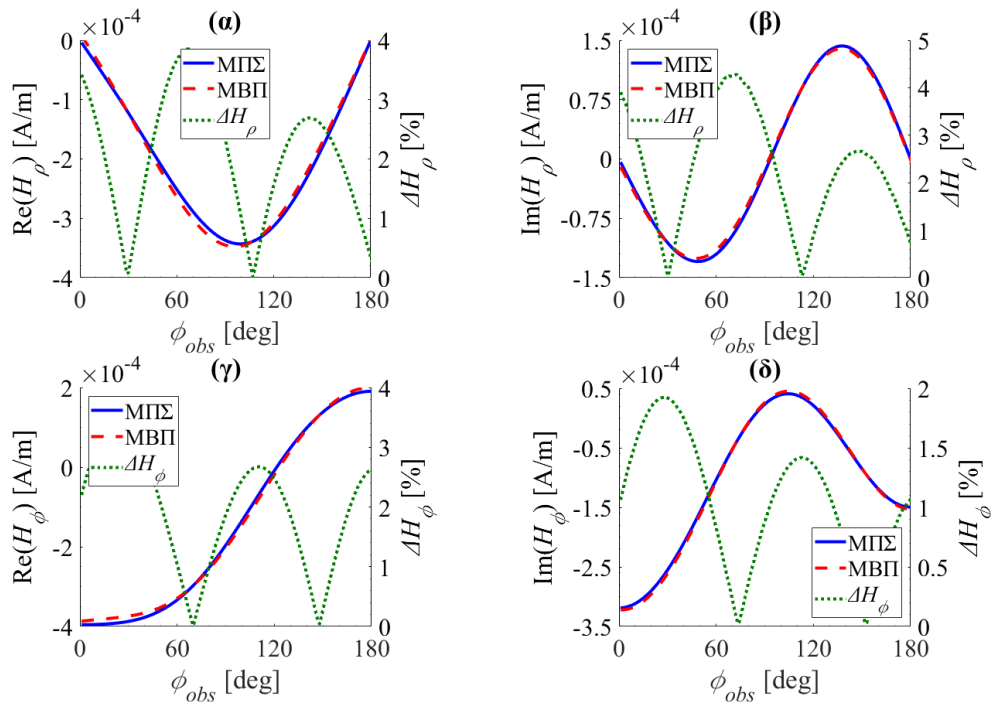 (α)
×10⁻⁴
0
-1
-2
-3
-4
Re(H_ρ) [A/m]
ΜΠΣ
ΜΒΠ
ΔH_ρ
4
3
2
1
0
ΔH_ρ [%]
0 60 120 180
ϕ_obs [deg]
(β)
×10⁻⁴
1.5
0.75
0
-0.75
-1.5
Im(H_ρ) [A/m]
ΜΠΣ
ΜΒΠ
ΔH_ρ
5
4
3
2
1
0
ΔH_ρ [%]
0 60 120 180
ϕ_obs [deg]
(γ)
×10⁻⁴
2
0
-2
-4
Re(H_ϕ) [A/m]
ΜΠΣ
ΜΒΠ
ΔH_ϕ
4
3
2
1
0
ΔH_ϕ [%]
0 60 120 180
ϕ_obs [deg]
(δ)
×10⁻⁴
0.5
-0.5
-1.5
-2.5
-3.5
Im(H_ϕ) [A/m]
ΜΠΣ
ΜΒΠ
ΔH_ϕ
2
1.5
1
0.5
0
ΔH_ϕ [%]
0 60 120 180
ϕ_obs [deg]